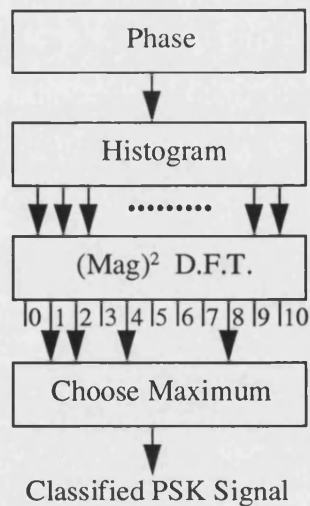 Phase
Histogram
(Mag)² D.F.T.
0 1 2 3 4 5 6 7 8 9 10
Choose Maximum
Classified PSK Signal